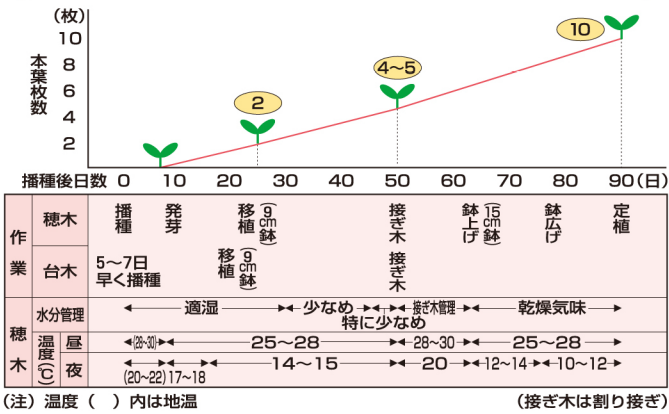 (枚)
10
8
6
4
2
本葉枚数
2
4〜5
10
播種後日数 0 10 20 30 40 50 60 70 80 90(日)
作業
穂木 播種 発芽 移植(9cm鉢) 接ぎ木 鉢上げ(15cm鉢) 鉢広げ 定植
台木 5〜7日早く播種 移植(9cm鉢) 接ぎ木
穂木
水分管理 適湿 少なめ 特に少なめ 接ぎ木管理 乾燥気味
温度(℃)
昼 (28〜30) 25〜28 28〜30 25〜28
夜 (20〜22) 17〜18 14〜15 20 12〜14 10〜12
(注)温度( )内は地温
(接ぎ木は割り接ぎ)